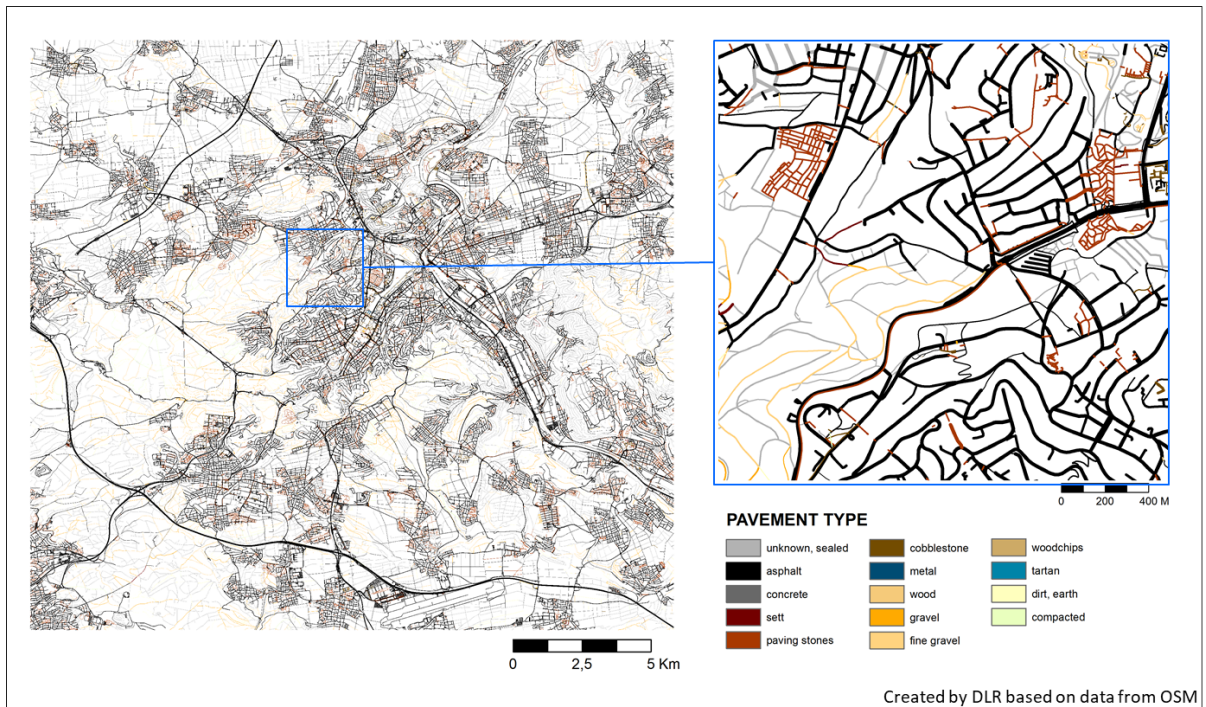 0 200 400 M
PAVEMENT TYPE
unknown, sealed
asphalt
concrete
sett
paving stones
cobblestone
metal
wood
gravel
fine gravel
woodchips
tartan
dirt, earth
compacted
0 2,5 5 Km
Created by DLR based on data from OSM